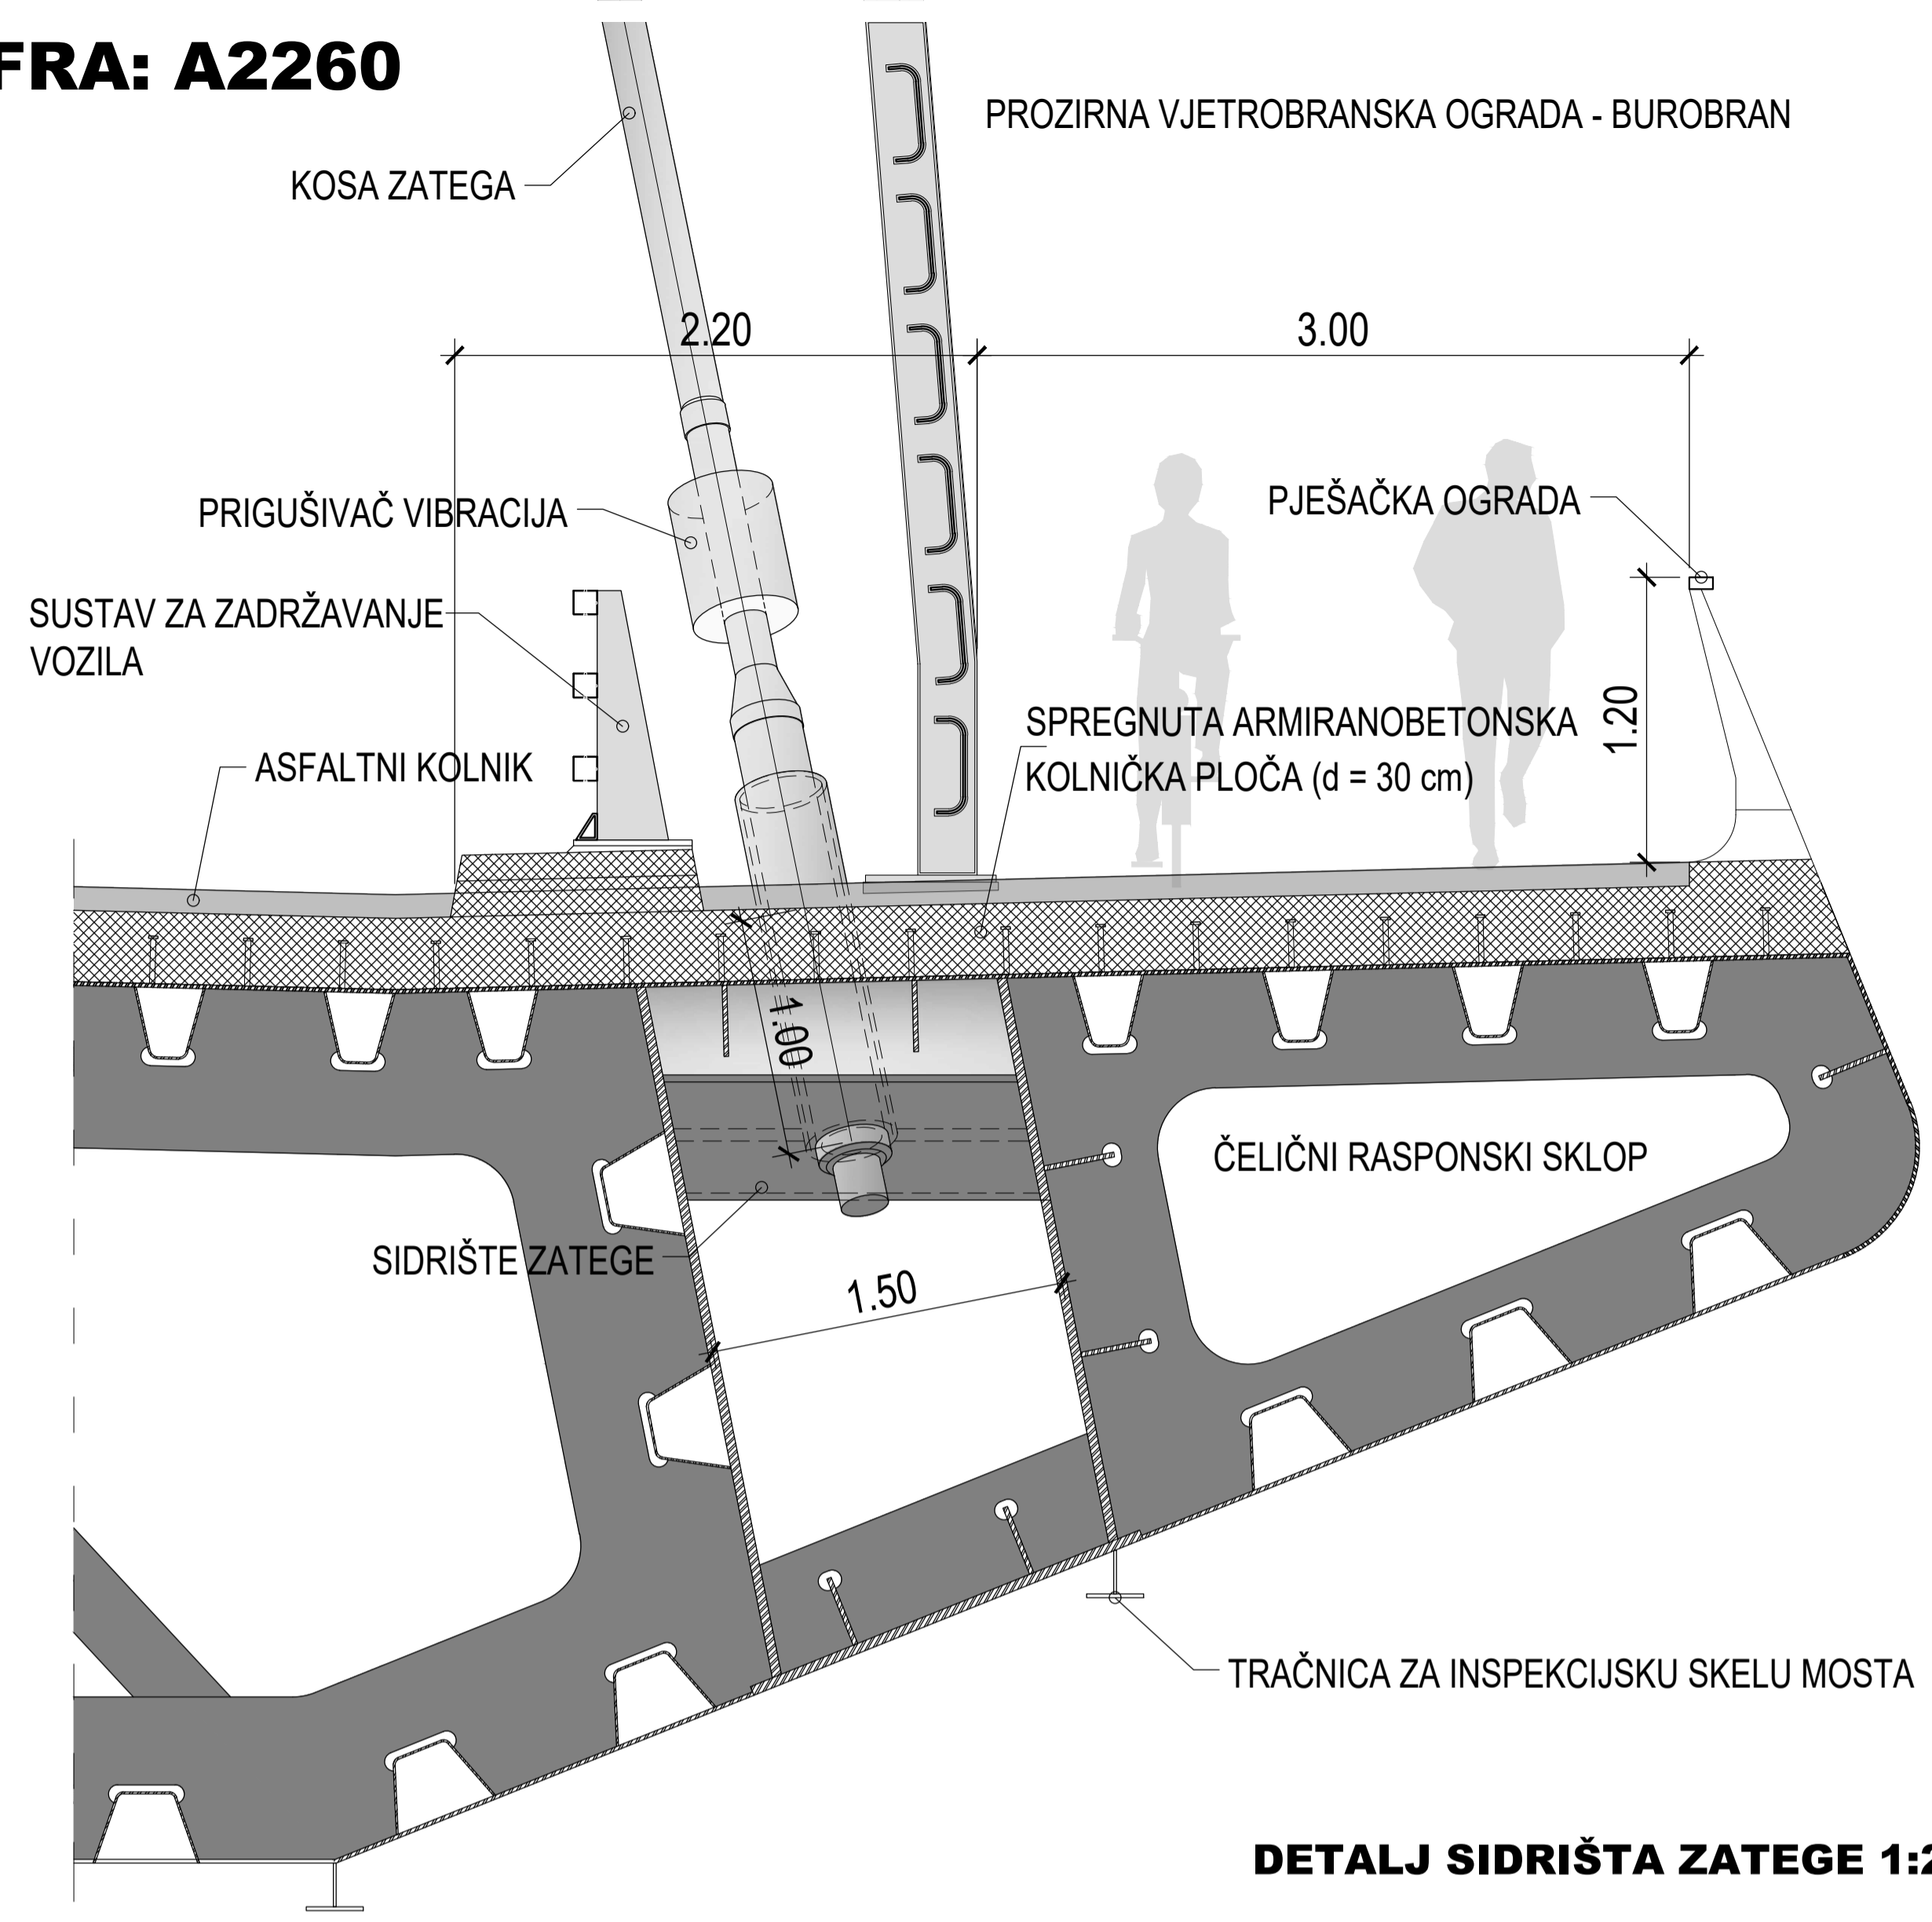 FRA: A2260
PROZIRNA VJETROBRANSKA OGRADA - BUROBRAN
KOSA ZATEGA
2.20
3.00
PRIGUŠIVAČ VIBRACIJA
PJEŠAČKA OGRADA
SUSTAV ZA ZADRŽAVANJE
VOZILA
1.20
SPREGNUTA ARMIRANOBETONSKA
KOLNIČKA PLOČA (d = 30 cm)
ASFALTNI KOLNIK
1.00
ČELIČNI RASPONSKI SKLOP
SIDRIŠTE ZATEGE
1.50
TRAČNICA ZA INSPEKCIJSKU SKELU MOSTA
DETALJ SIDRIŠTA ZATEGE 1:2